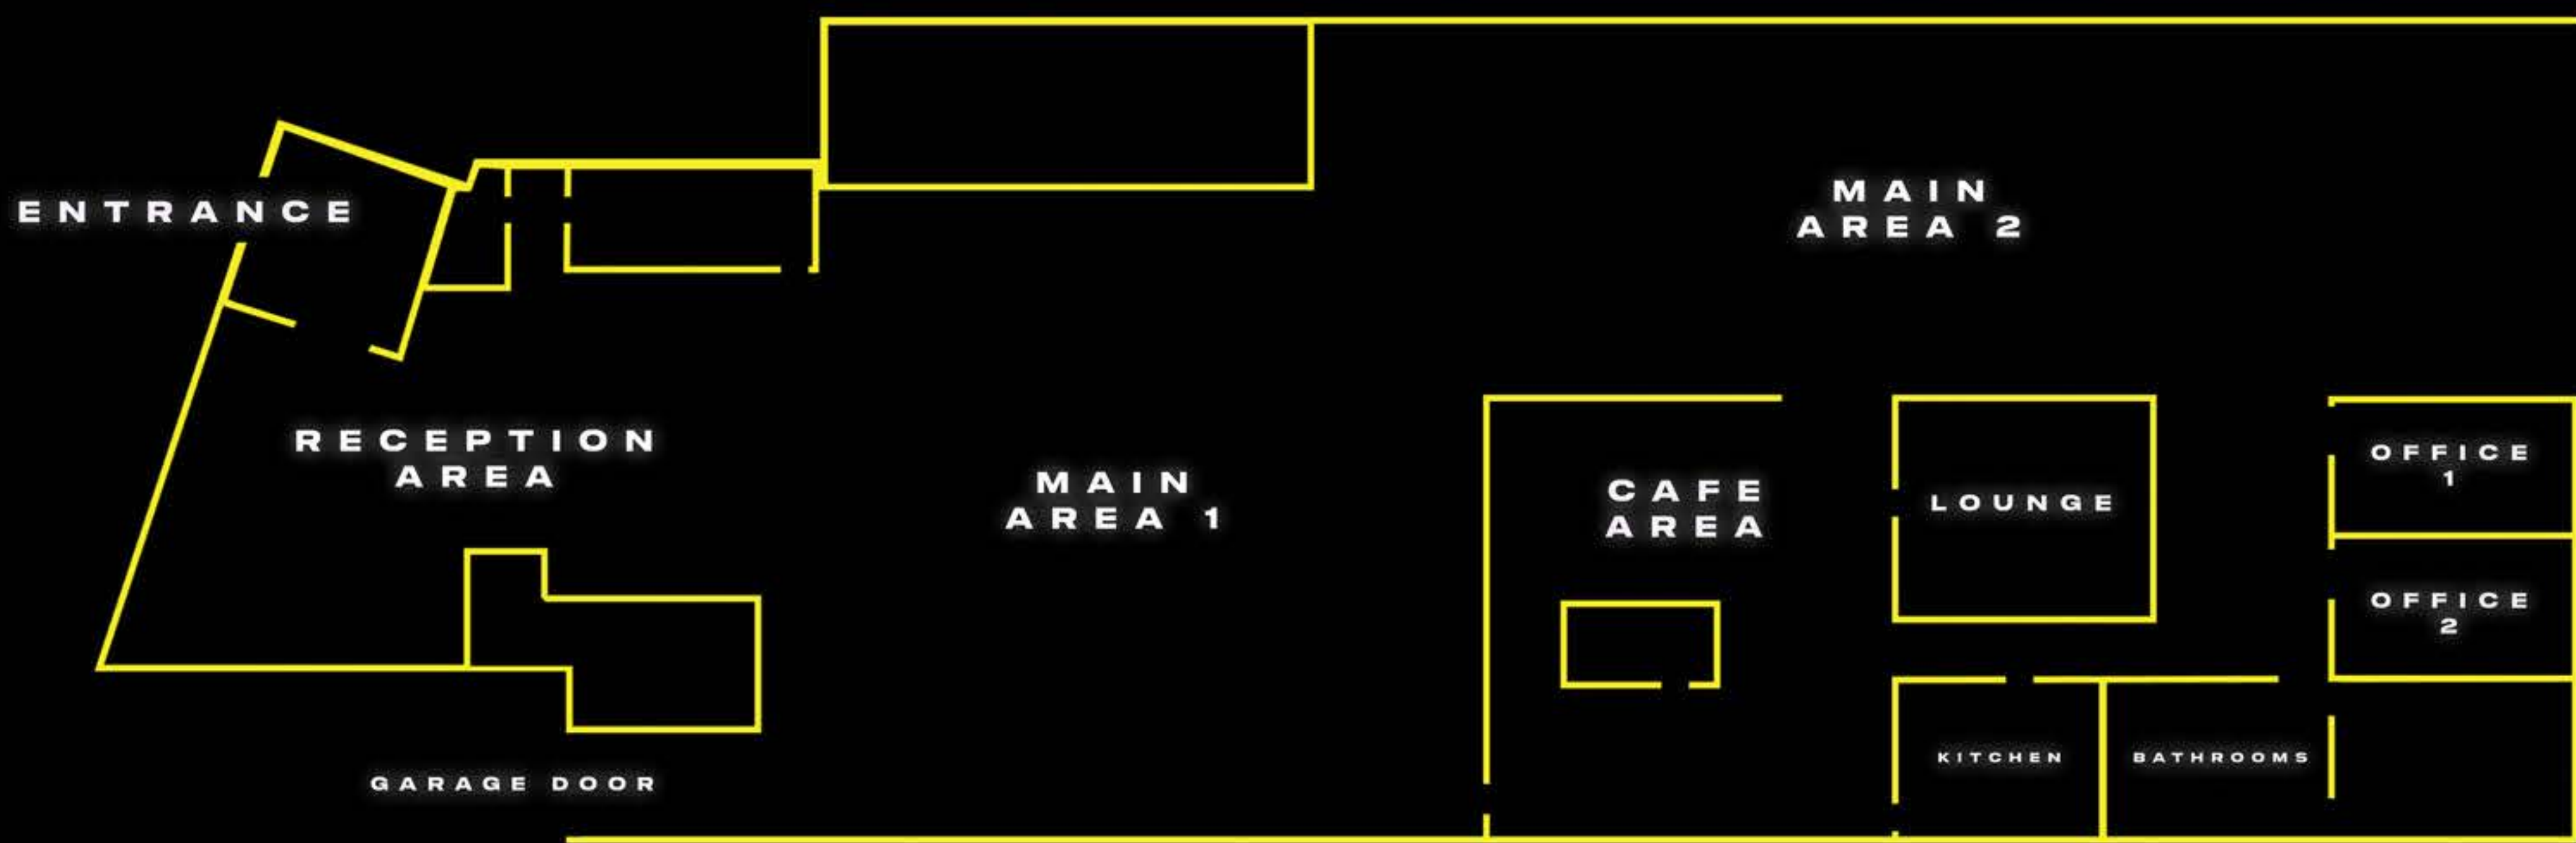 ENTRANCE
MAIN
AREA 2
RECEPTION
AREA
MAIN
AREA 1
CAFE
AREA
LOUNGE
OFFICE
1
OFFICE
2
KITCHEN
BATHROOMS
GARAGE DOOR